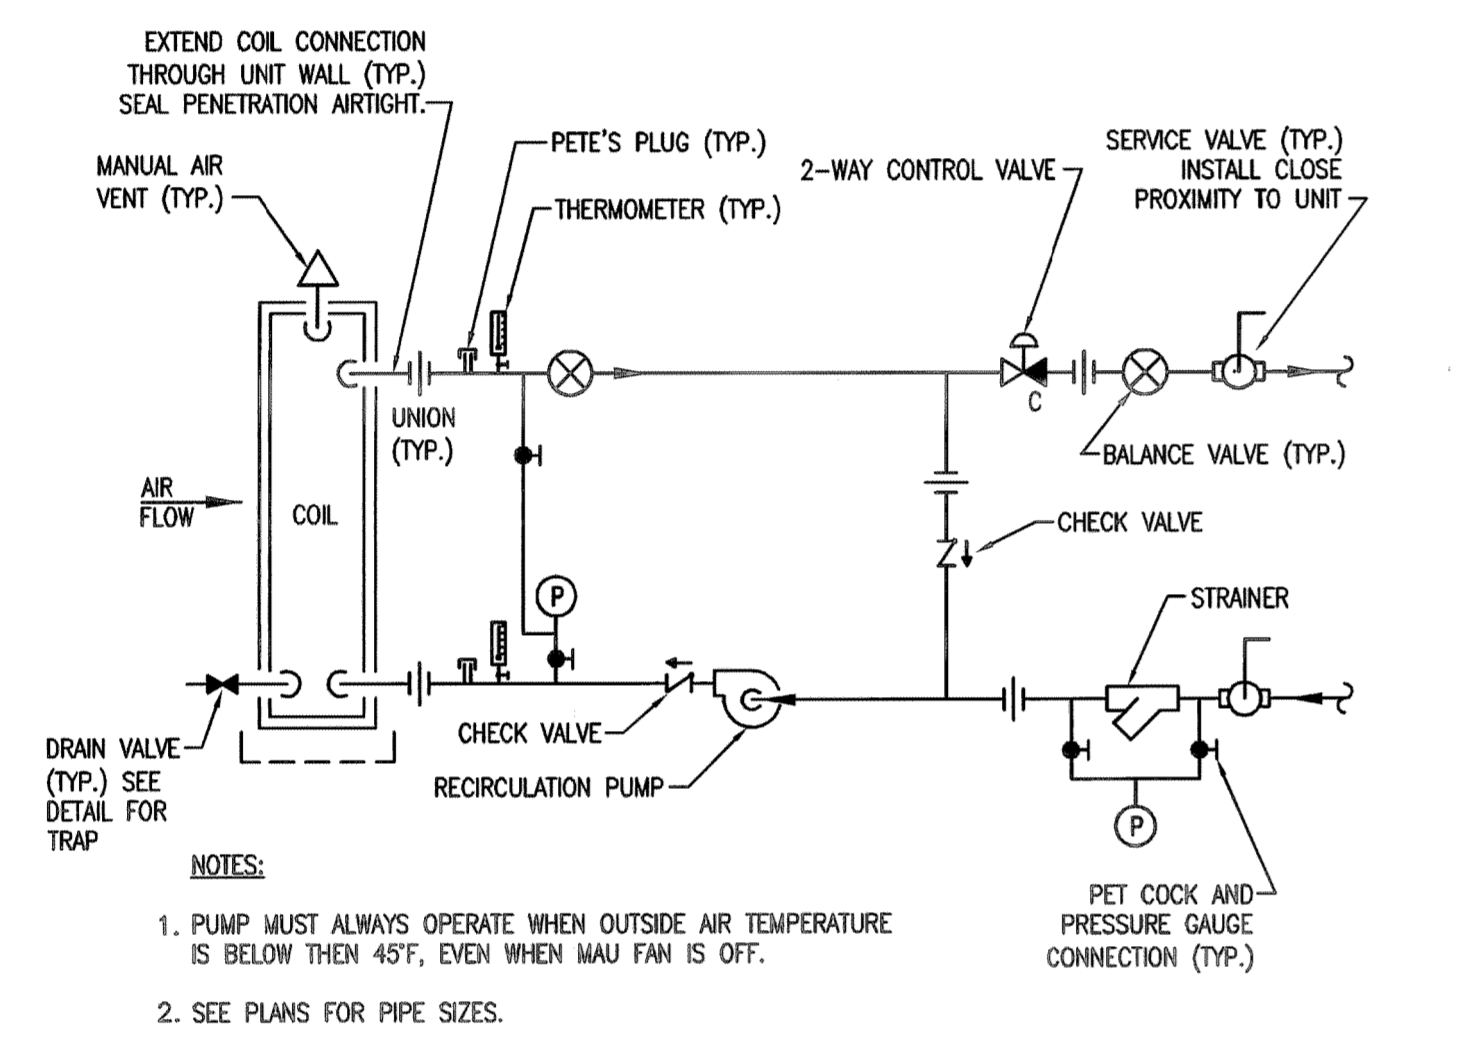 EXTEND COIL CONNECTION
THROUGH UNIT WALL (TYP.)
SEAL PENETRATION AIRTIGHT.
MANUAL AIR
VENT (TYP.)
PETE'S PLUG (TYP.)
THERMOMETER (TYP.)
2-WAY CONTROL VALVE
SERVICE VALVE (TYP.)
INSTALL CLOSE
PROXIMITY TO UNIT
C
UNION
(TYP.)
BALANCE VALVE (TYP.)
AIR
FLOW
COIL
CHECK VALVE
P
STRAINER
CHECK VALVE
RECIRCULATION PUMP
DRAIN VALVE
(TYP.) SEE
DETAIL FOR
TRAP
P
PET COCK AND
PRESSURE GAUGE
CONNECTION (TYP.)
NOTES:
1. PUMP MUST ALWAYS OPERATE WHEN OUTSIDE AIR TEMPERATURE
IS BELOW THEN 45°F, EVEN WHEN MAU FAN IS OFF.
2. SEE PLANS FOR PIPE SIZES.